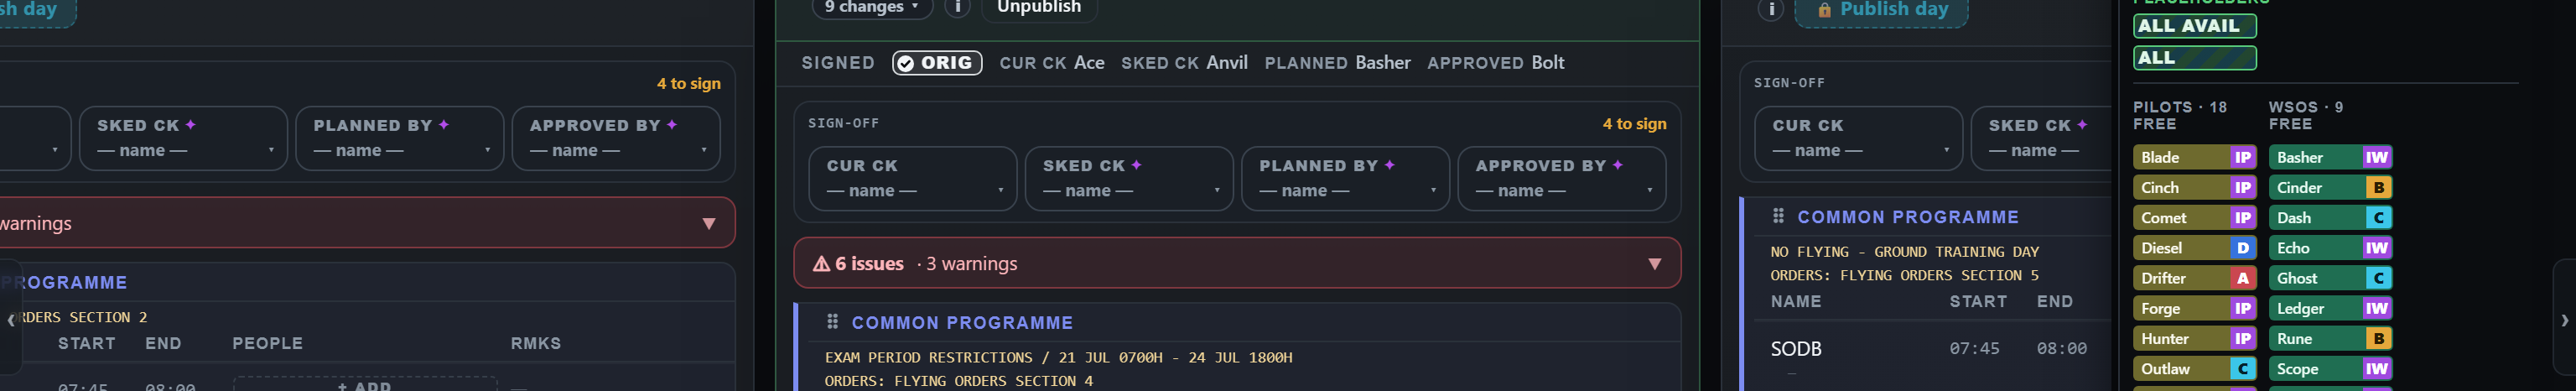 sh day
4 to sign
SKED CK
— name —
PLANNED BY
— name —
APPROVED BY
— name —
warnings
PROGRAMME
ORDERS SECTION 2
START END PEOPLE RMKS
07:45 08:00 + ADD —
9 changes
i
Unpublish
SIGNED ORIG CUR CK Ace SKED CK Anvil PLANNED Basher APPROVED Bolt
SIGN-OFF 4 to sign
CUR CK
— name —
SKED CK
— name —
PLANNED BY
— name —
APPROVED BY
— name —
6 issues · 3 warnings
COMMON PROGRAMME
EXAM PERIOD RESTRICTIONS / 21 JUL 0700H - 24 JUL 1800H
ORDERS: FLYING ORDERS SECTION 4
i
Publish day
SIGN-OFF
CUR CK
— name —
SKED CK
— name —
COMMON PROGRAMME
NO FLYING - GROUND TRAINING DAY
ORDERS: FLYING ORDERS SECTION 5
NAME START END
SODB 07:45 08:00
–
PLACEHOLDERS
ALL AVAIL
ALL
PILOTS · 18 FREE
Blade IP
Cinch IP
Comet IP
Diesel D
Drifter A
Forge IP
Hunter IP
Outlaw C
WSOS · 9 FREE
Basher IW
Cinder B
Dash C
Echo IW
Ghost C
Ledger IW
Rune B
Scope IW